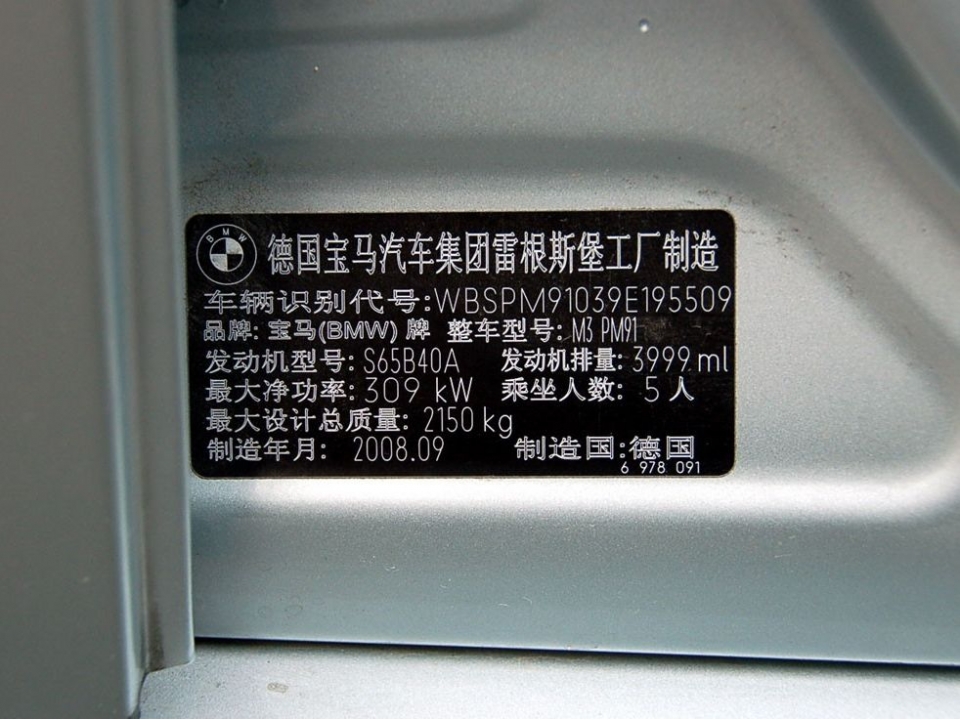 BMW 德国宝马汽车集团雷根斯堡工厂制造
车辆识别代号:WBSPM91039E195509
品牌: 宝马(BMW) 牌 整车型号: M3 PM91
发动机型号: S65B40A 发动机排量: 3999 ml
最大净功率: 309 kW 乘坐人数: 5 人
最大设计总质量: 2150 kg
制造年月: 2008.09 制造国:德国
6 978 091